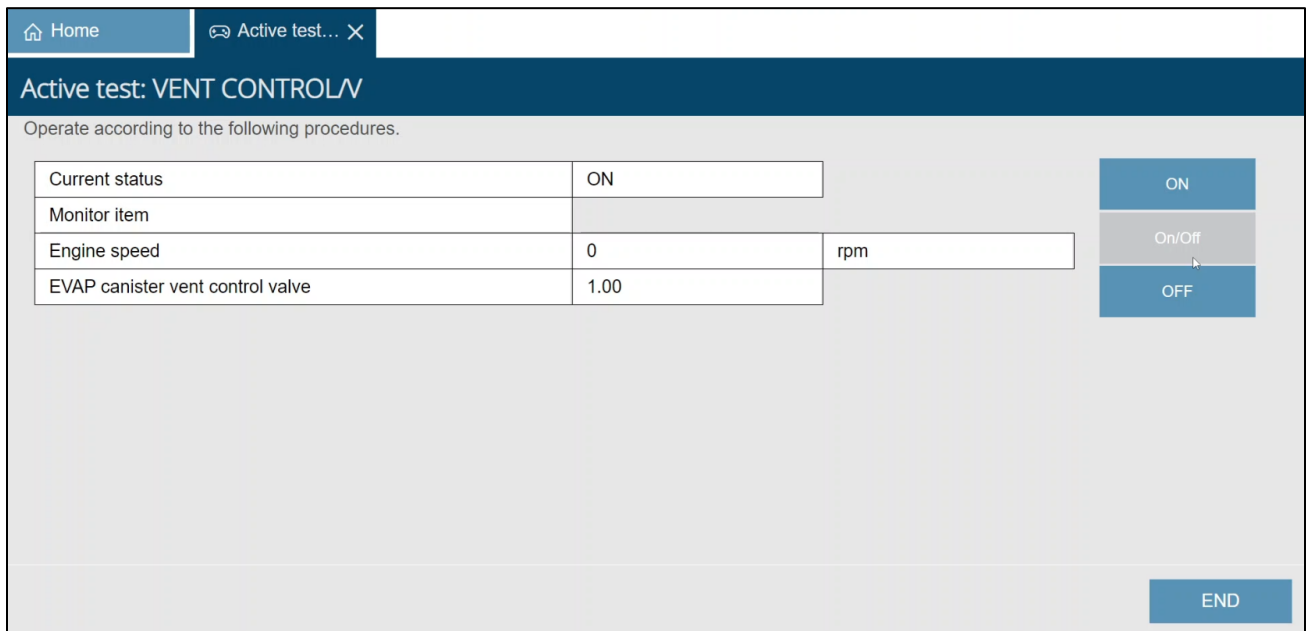 Home
Active test...
Active test: VENT CONTROL/V
Operate according to the following procedures.
Current status ON
Monitor item
Engine speed 0 rpm
EVAP canister vent control valve 1.00
ON
On/Off
OFF
END